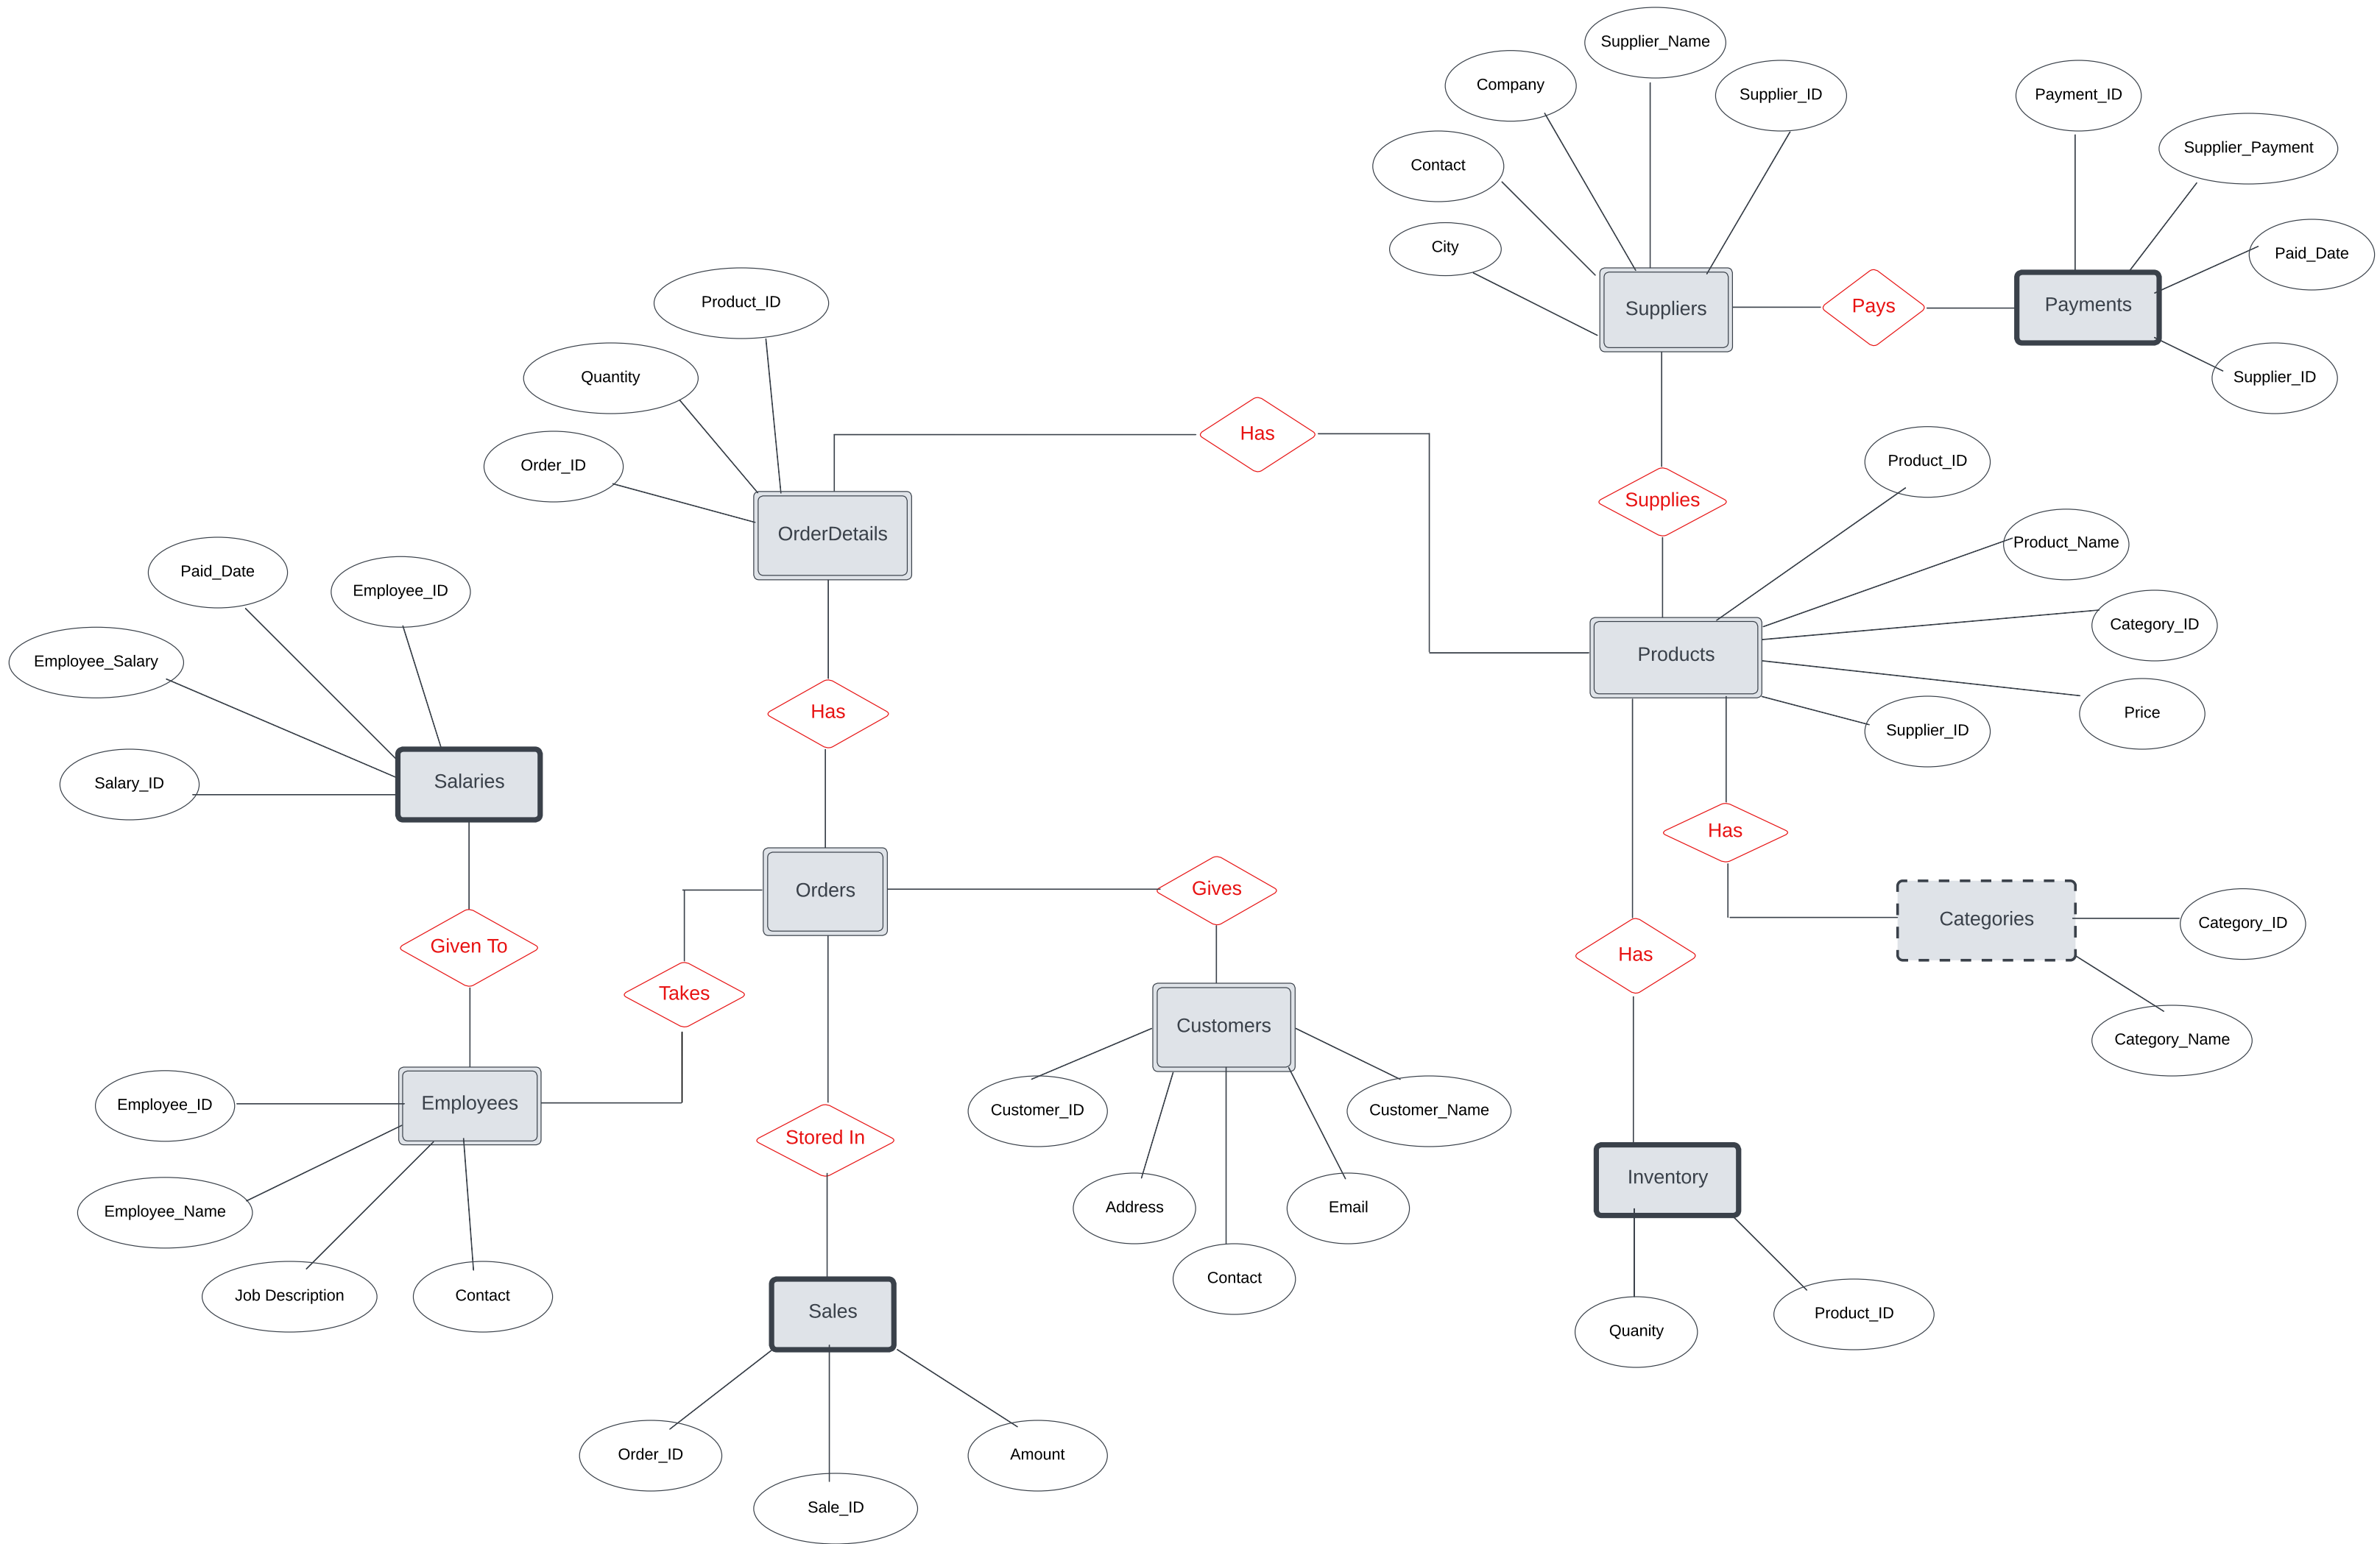 Supplier_Name
Company
Supplier_ID
Payment_ID
Supplier_Payment
Contact
City
Paid_Date
Suppliers
Pays
Payments
Supplier_ID
Product_ID
Quantity
Order_ID
Has
Product_ID
Supplies
OrderDetails
Product_Name
Paid_Date
Employee_ID
Category_ID
Employee_Salary
Products
Has
Price
Supplier_ID
Salary_ID
Salaries
Has
Orders
Gives
Categories
Category_ID
Given To
Has
Takes
Customers
Category_Name
Employee_ID
Employees
Customer_ID
Customer_Name
Stored In
Inventory
Employee_Name
Address
Email
Contact
Job Description
Contact
Sales
Product_ID
Quanity
Order_ID
Amount
Sale_ID